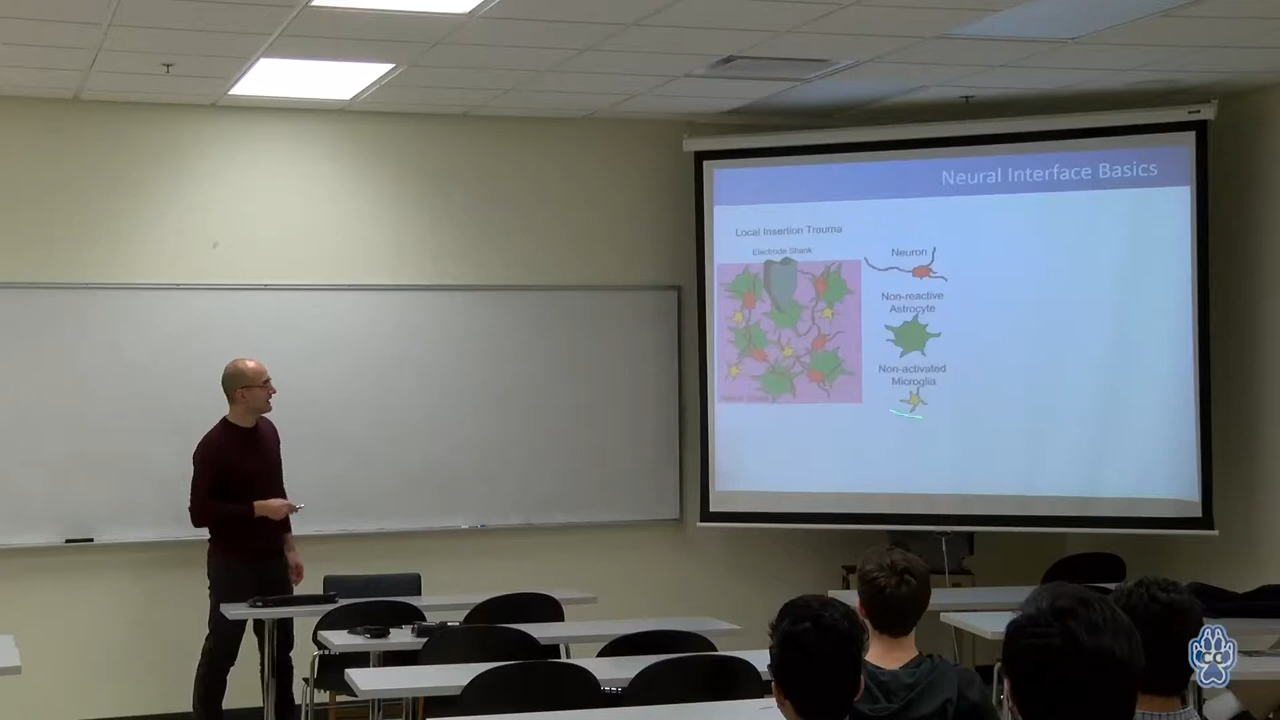 Neural Interface Basics
Local Insertion Trauma
Electrode Shank
Neuron
Non-reactive
Astrocyte
Non-activated
Microglia